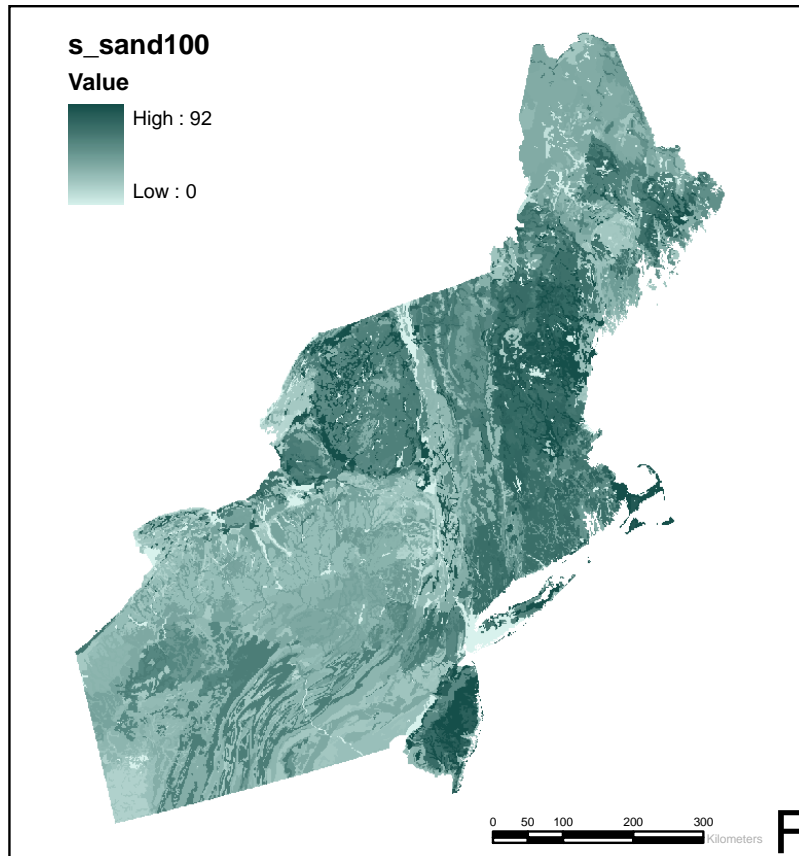 s_sand100
Value
High : 92
Low : 0
0 50 100 200 300
Kilometers
F